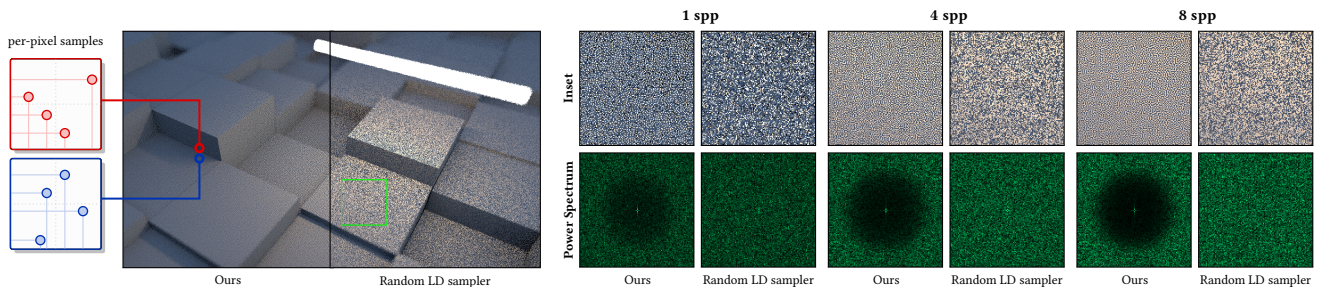 per-pixel samples
Ours
Random LD sampler
1 spp
4 spp
8 spp
Inset
Power Spectrum
Ours
Random LD sampler
Ours
Random LD sampler
Ours
Random LD sampler